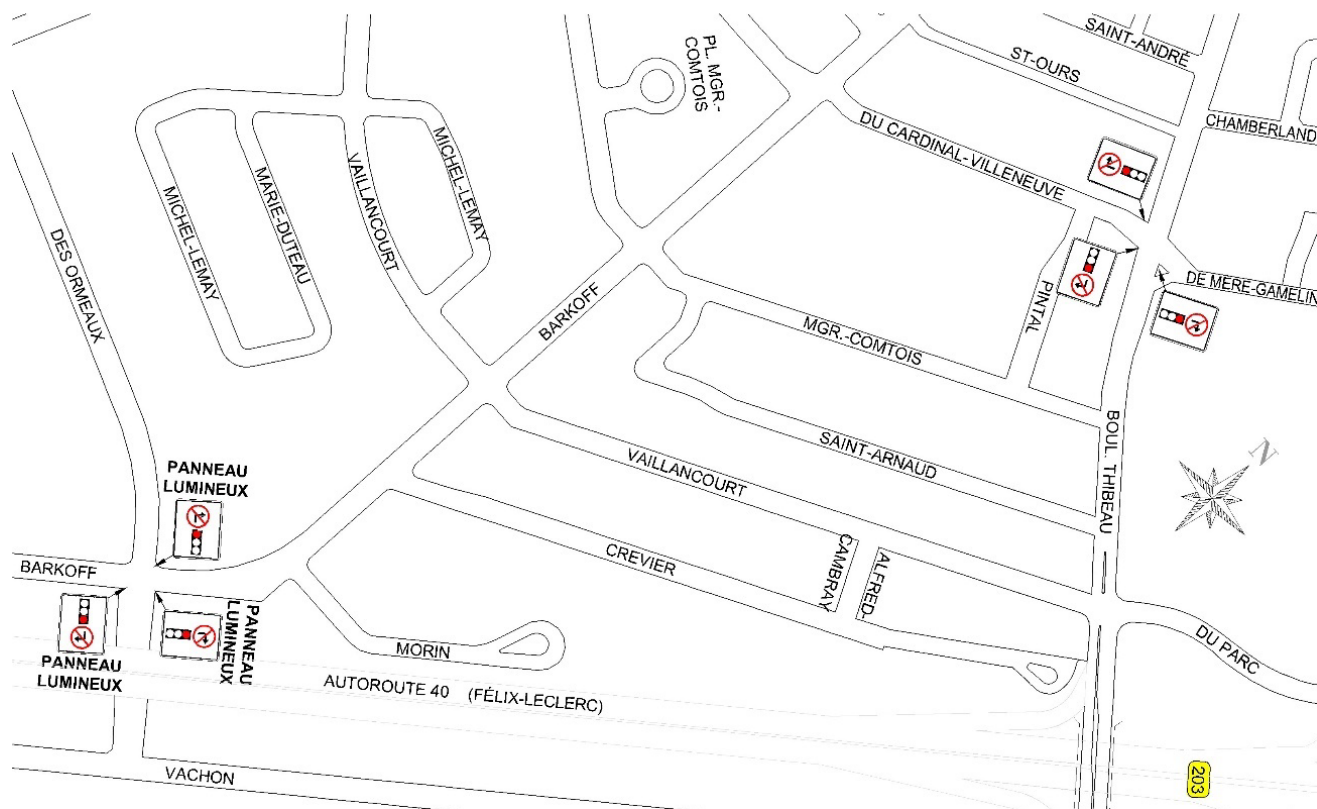 PL. MGR.-
COMTOIS
SAINT-ANDRÉ
ST-OURS
CHAMBERLAND
DU CARDINAL-VILLENEUVE
MICHEL-LEMAY
VAILLANCOURT
MARIE-DUTEAU
MICHEL-LEMAY
DES ORMEAUX
BARKOFF
PINTAL
DE MERE-GAMELIN
MGR.-COMTOIS
SAINT-ARNAUD
BOUL. THIBEAU
N
VAILLANCOURT
PANNEAU
LUMINEUX
CREVIER
CAMBRAY
ALFRED-
BARKOFF
PANNEAU
LUMINEUX
PANNEAU
LUMINEUX
MORIN
DU PARC
AUTOROUTE 40 (FÉLIX-LECLERC)
VACHON
203